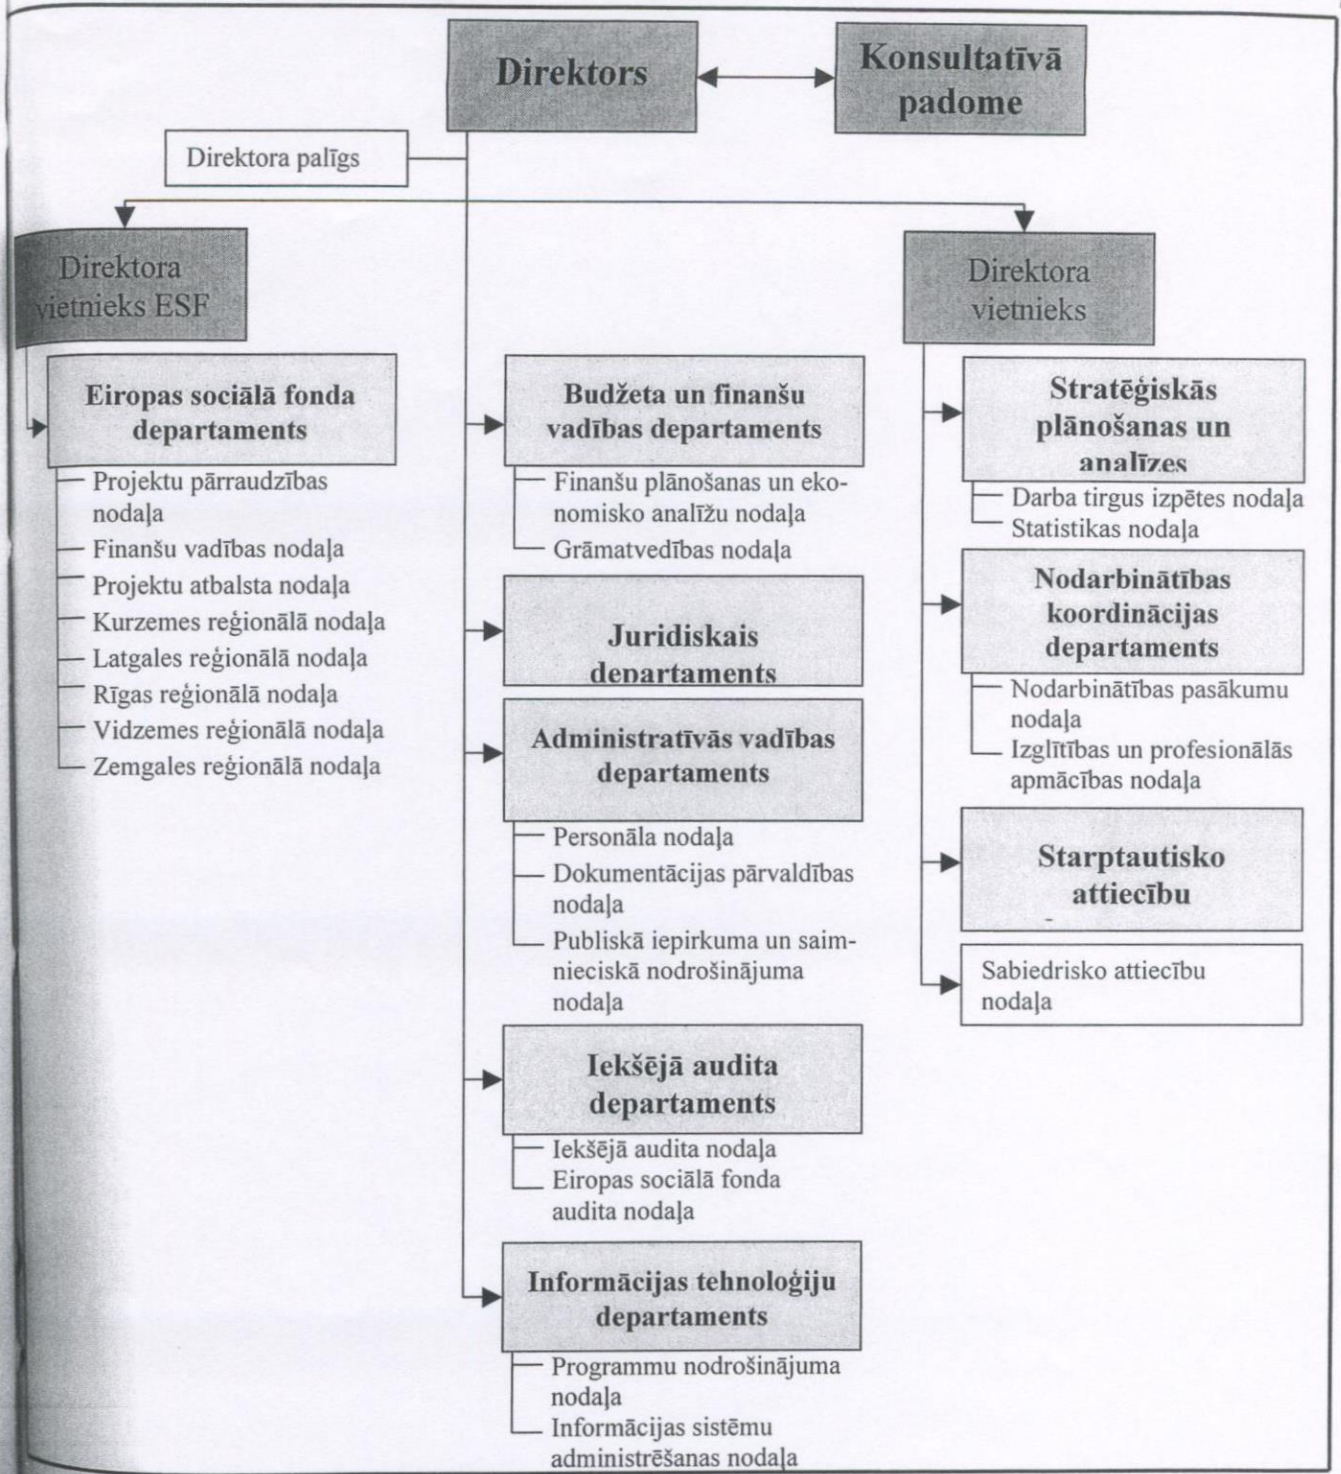 Direktors
Konsultatīvā
padome
Direktora palīgs
Direktora
vietnieks ESF
Direktora
vietnieks
Eiropas sociālā fonda
departaments
Projektu pārraudzības
nodaļa
Finanšu vadības nodaļa
Projektu atbalsta nodaļa
Kurzemes reģionālā nodaļa
Latgales reģionālā nodaļa
Rīgas reģionālā nodaļa
Vidzemes reģionālā nodaļa
Zemgales reģionālā nodaļa
Budžeta un finanšu
vadības departaments
Finanšu plānošanas un eko-
nomisko analīžu nodaļa
Grāmatvedības nodaļa
Juridiskais
departaments
Administratīvās vadības
departaments
Personāla nodaļa
Dokumentācijas pārvaldības
nodaļa
Publiskā iepirkuma un saim-
nieciskā nodrošinājuma
nodaļa
Iekšējā audita
departaments
Iekšējā audita nodaļa
Eiropas sociālā fonda
audita nodaļa
Informācijas tehnoloģiju
departaments
Programmu nodrošinājuma
nodaļa
Informācijas sistēmu
administrēšanas nodaļa
Stratēģiskās
plānošanas un
analīzes
Darba tirgus izpētes nodaļa
Statistikas nodaļa
Nodarbinātības
koordinācijas
departaments
Nodarbinātības pasākumu
nodaļa
Izglītības un profesionālās
apmācības nodaļa
Starptautisko
attiecību
Sabiedrisko attiecību
nodaļa